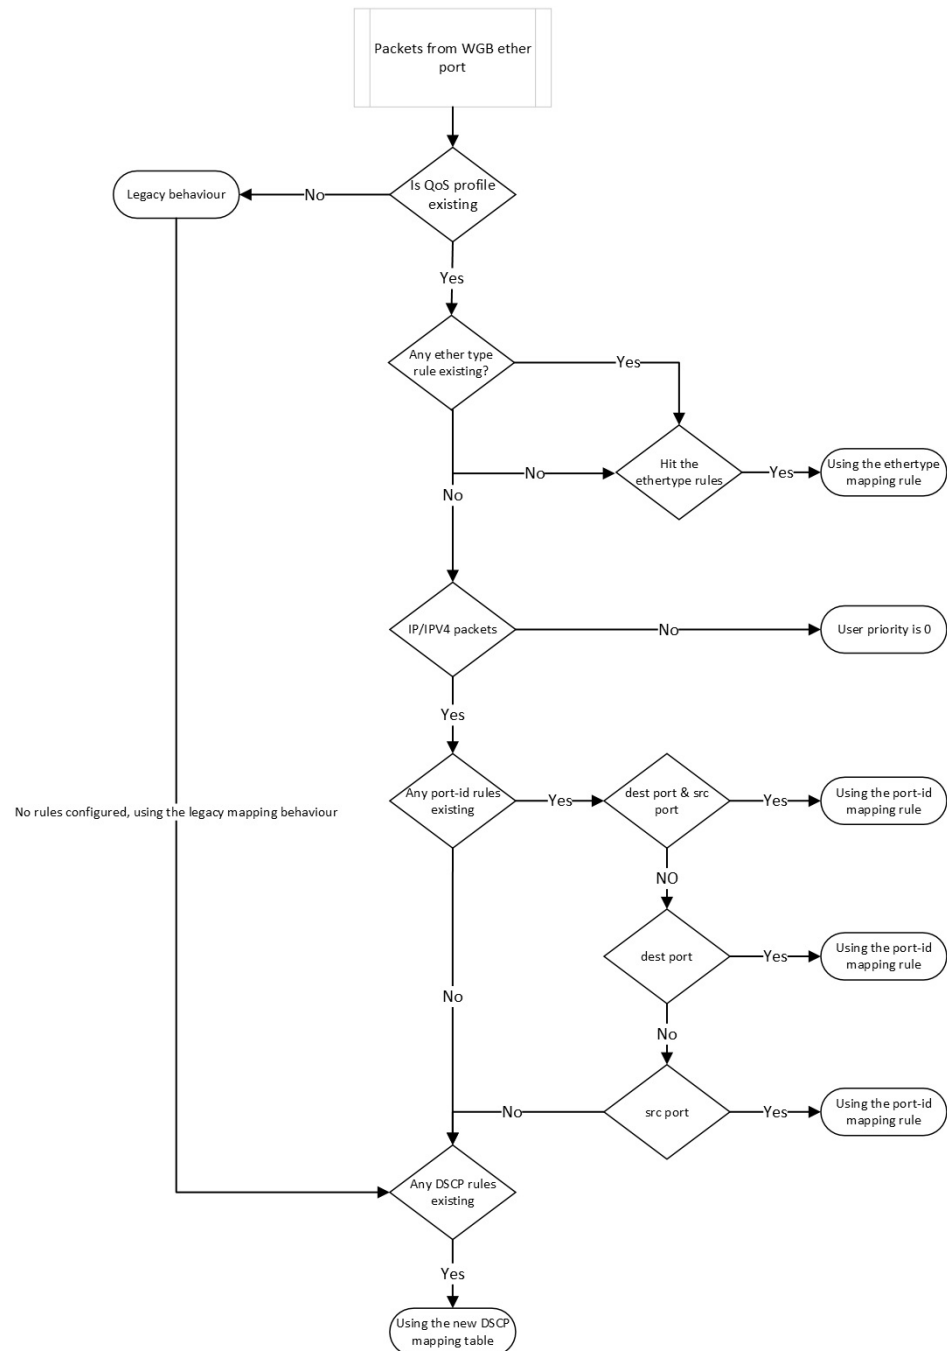 Packets from WGB ether
port
Is QoS profile
existing
No
Legacy behaviour
Yes
Any ether type
rule existing?
Yes
Hit the
ethertype rules
Yes
Using the ethertype
mapping rule
No
No
IP/IPV4 packets
No
User priority is 0
Yes
Any port-id rules
existing
Yes
dest port & src
port
Yes
Using the port-id
mapping rule
No rules configured, using the legacy mapping behaviour
NO
dest port
Yes
Using the port-id
mapping rule
No
No
src port
Yes
Using the port-id
mapping rule
No
Any DSCP rules
existing
Yes
Using the new DSCP
mapping table